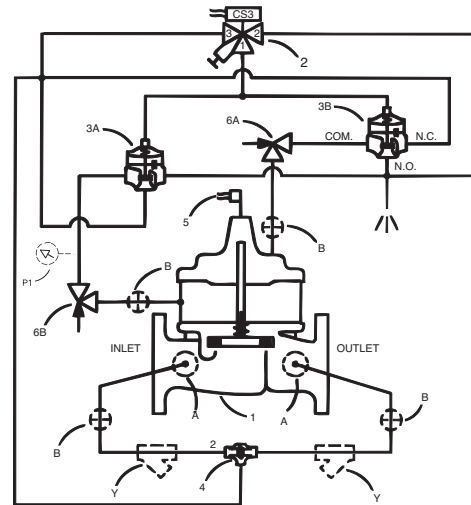 CS3
3 2
1
2
3A
6A
3B
COM. N.C.
N.O.
5
B
P1
B
6B
INLET OUTLET
A 1 A
B B
2
Y 4 Y